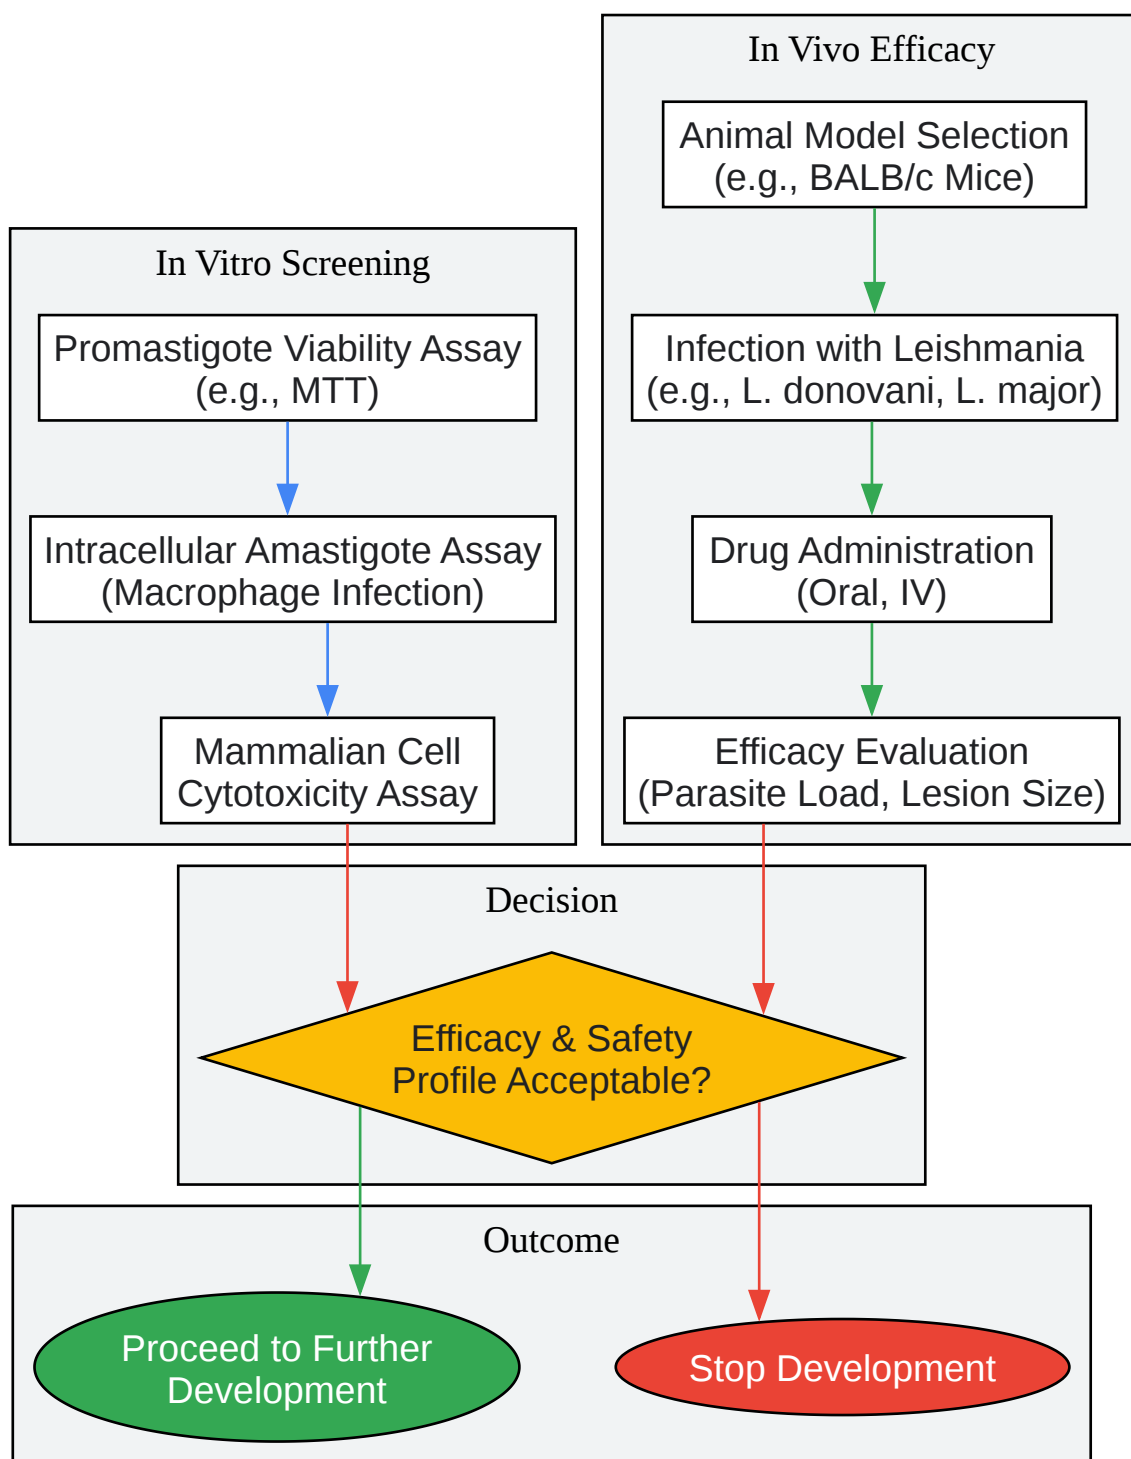 In Vitro Screening
Promastigote Viability Assay
(e.g., MTT)
Intracellular Amastigote Assay
(Macrophage Infection)
Mammalian Cell
Cytotoxicity Assay
In Vivo Efficacy
Animal Model Selection
(e.g., BALB/c Mice)
Infection with Leishmania
(e.g., L. donovani, L. major)
Drug Administration
(Oral, IV)
Efficacy Evaluation
(Parasite Load, Lesion Size)
Decision
Efficacy & Safety
Profile Acceptable?
Outcome
Proceed to Further
Development
Stop Development